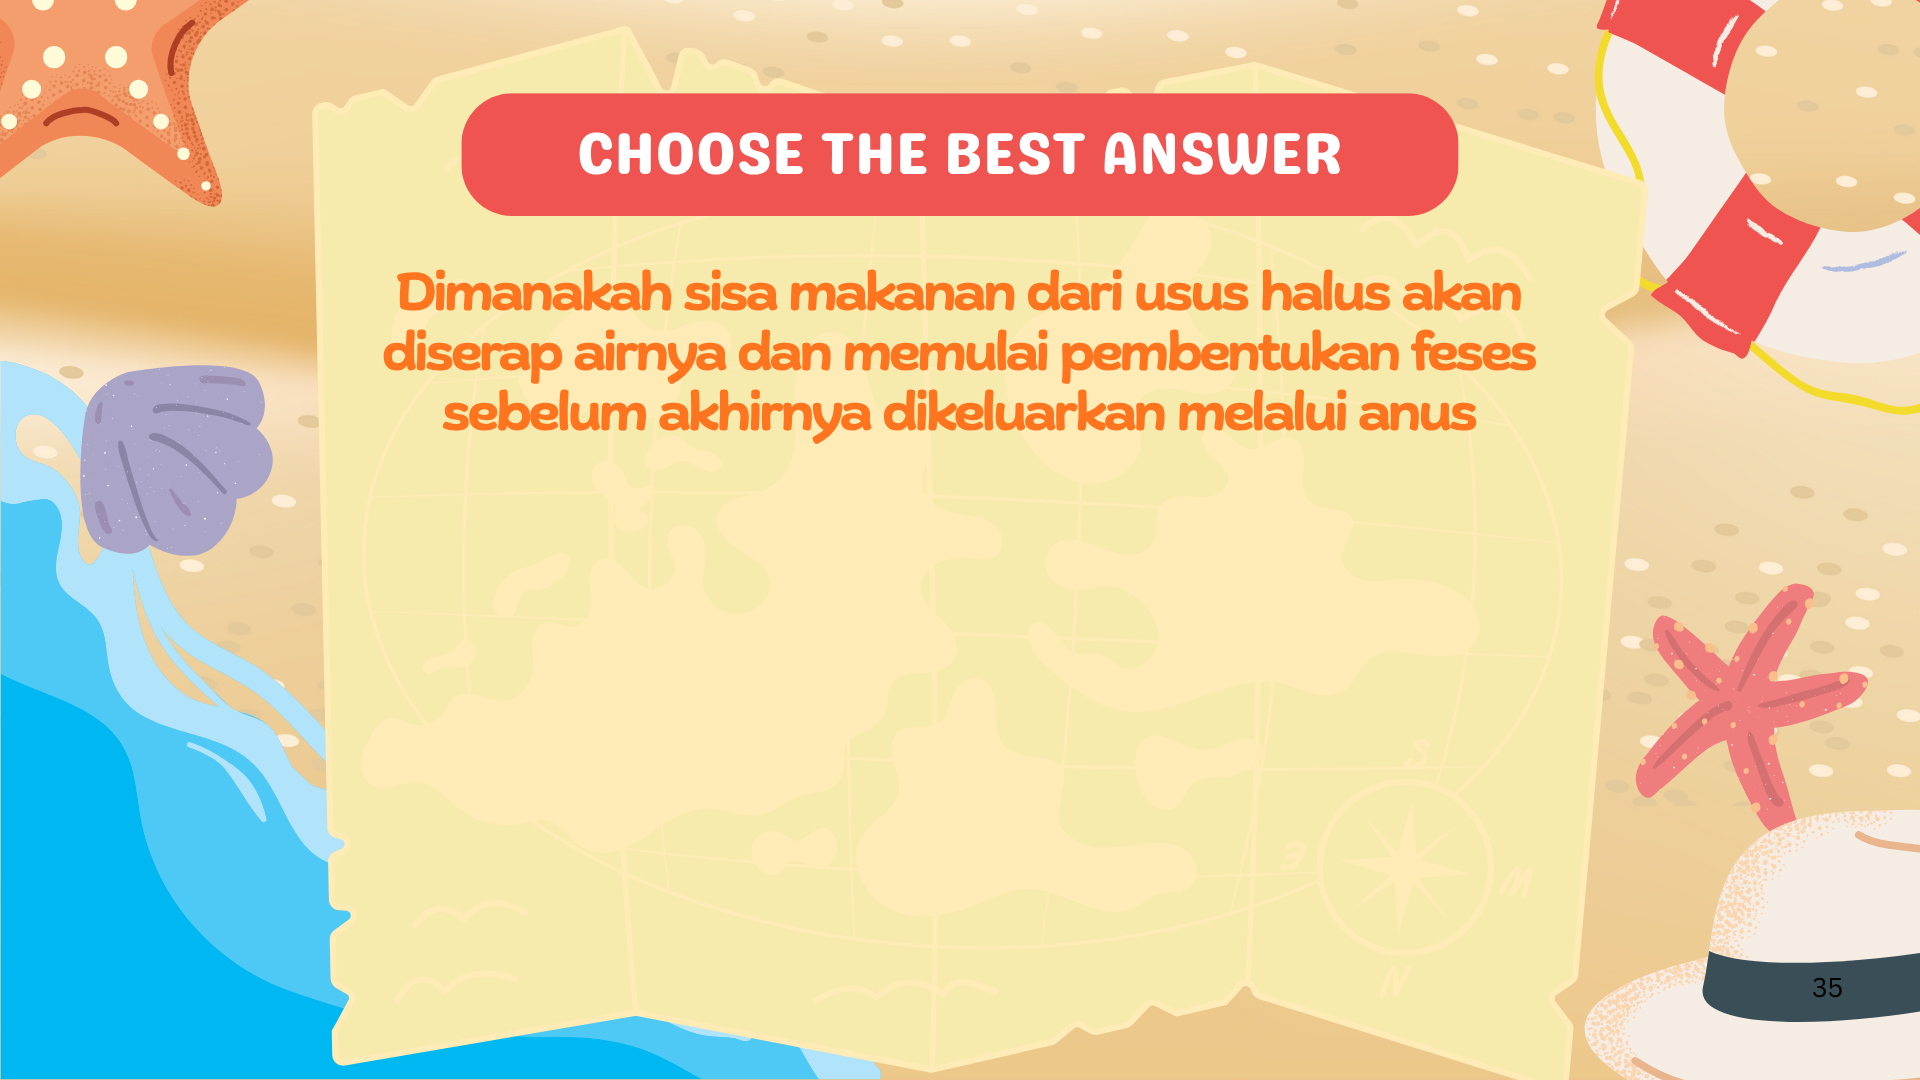 CHOOSE THE BEST ANSWER
Dimanakah sisa makanan dari usus halus akan
diserap airnya dan memulai pembentukan feses
sebelum akhirnya dikeluarkan melalui anus
S
3
M
N
35